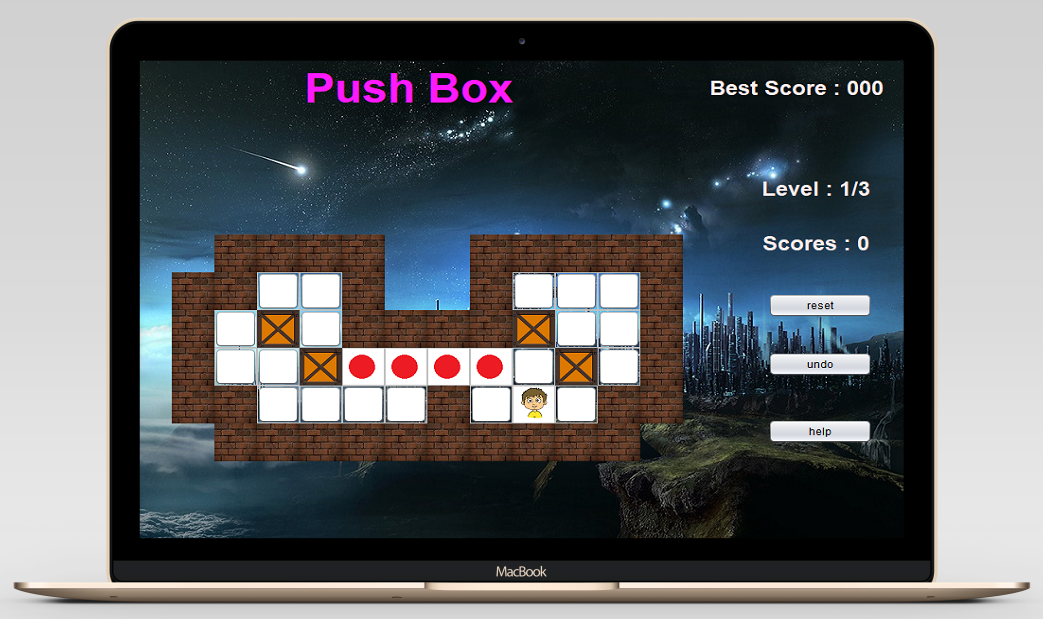 Push Box
Best Score : 000
Level : 1/3
Scores : 0
reset
undo
help
MacBook